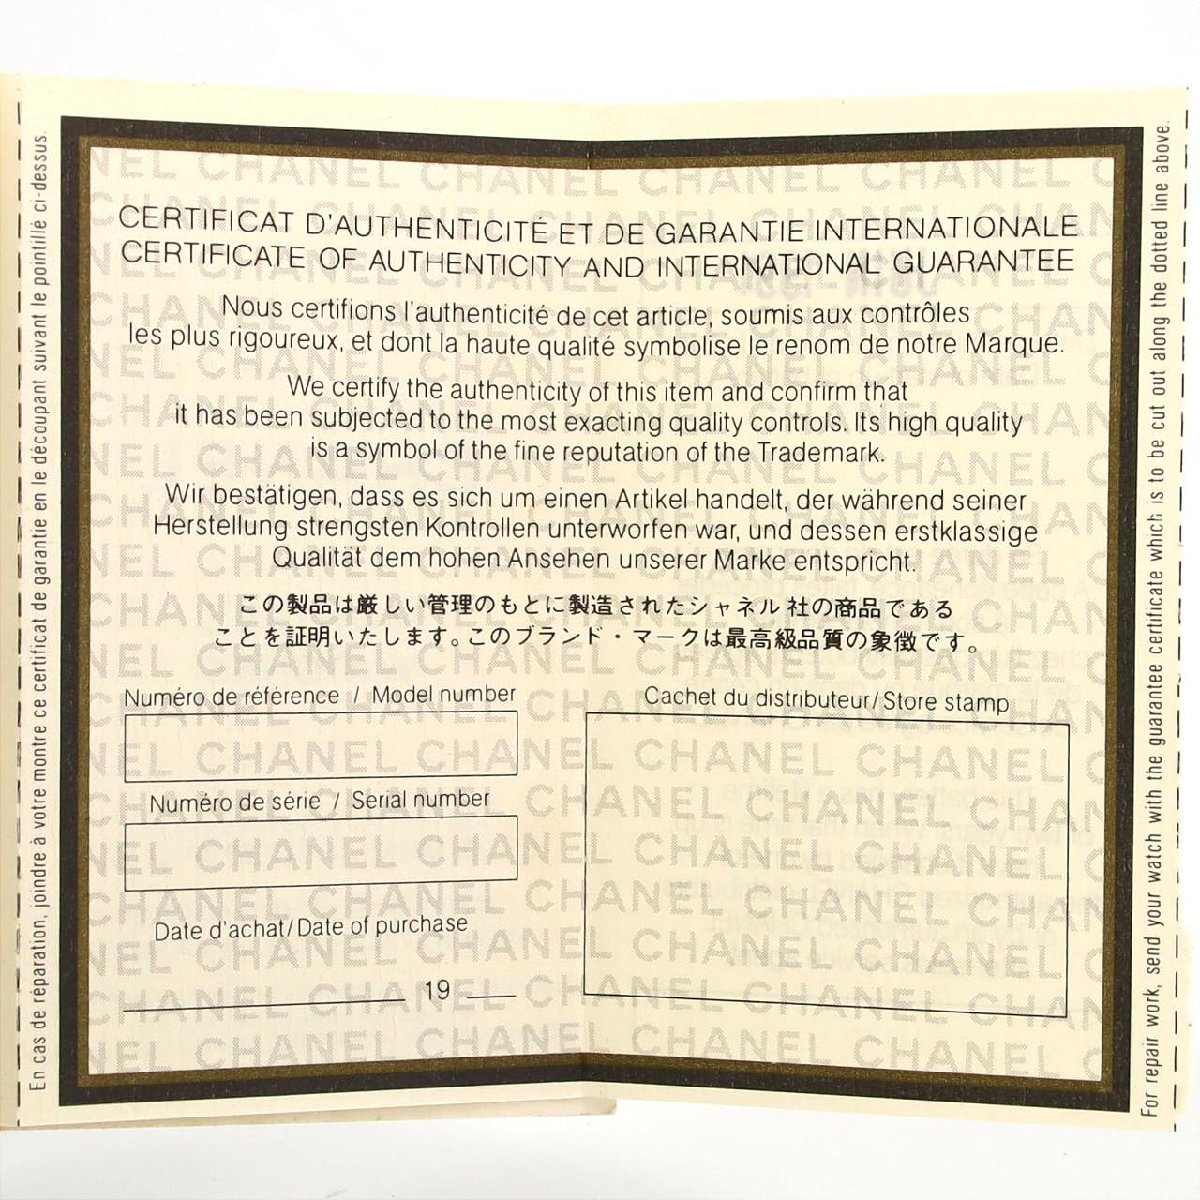 CERTIFICAT D'AUTHENTICITÉ ET DE GARANTIE INTERNATIONALE
CERTIFICATE OF AUTHENTICITY AND INTERNATIONAL GUARANTEE
Nous certifions l'authenticité de cet article, soumis aux contrôles
les plus rigoureux, et dont la haute qualité symbolise le renom de notre Marque.
We certify the authenticity of this item and confirm that
it has been subjected to the most exacting quality controls. Its high quality
is a symbol of the fine reputation of the Trademark.
Wir bestätigen, dass es sich um einen Artikel handelt, der während seiner
Herstellung strengsten Kontrollen unterworfen war, und dessen erstklassige
Qualität dem hohen Ansehen unserer Marke entspricht.
この製品は厳しい管理のもとに製造されたシャネル社の商品である
ことを証明いたします。このブランド・マークは最高級品質の象徴です。
Numéro de référence / Model number
Numéro de série / Serial number
Date d'achat/Date of purchase
19
Cachet du distributeur/Store stamp
En cas de réparation, joindre à votre montre ce certificat de garantie en le découpant suivant le pointillé ci-dessus.
For repair work, send your watch with the guarantee certificate which is to be cut out along the dotted line above.
CHANEL